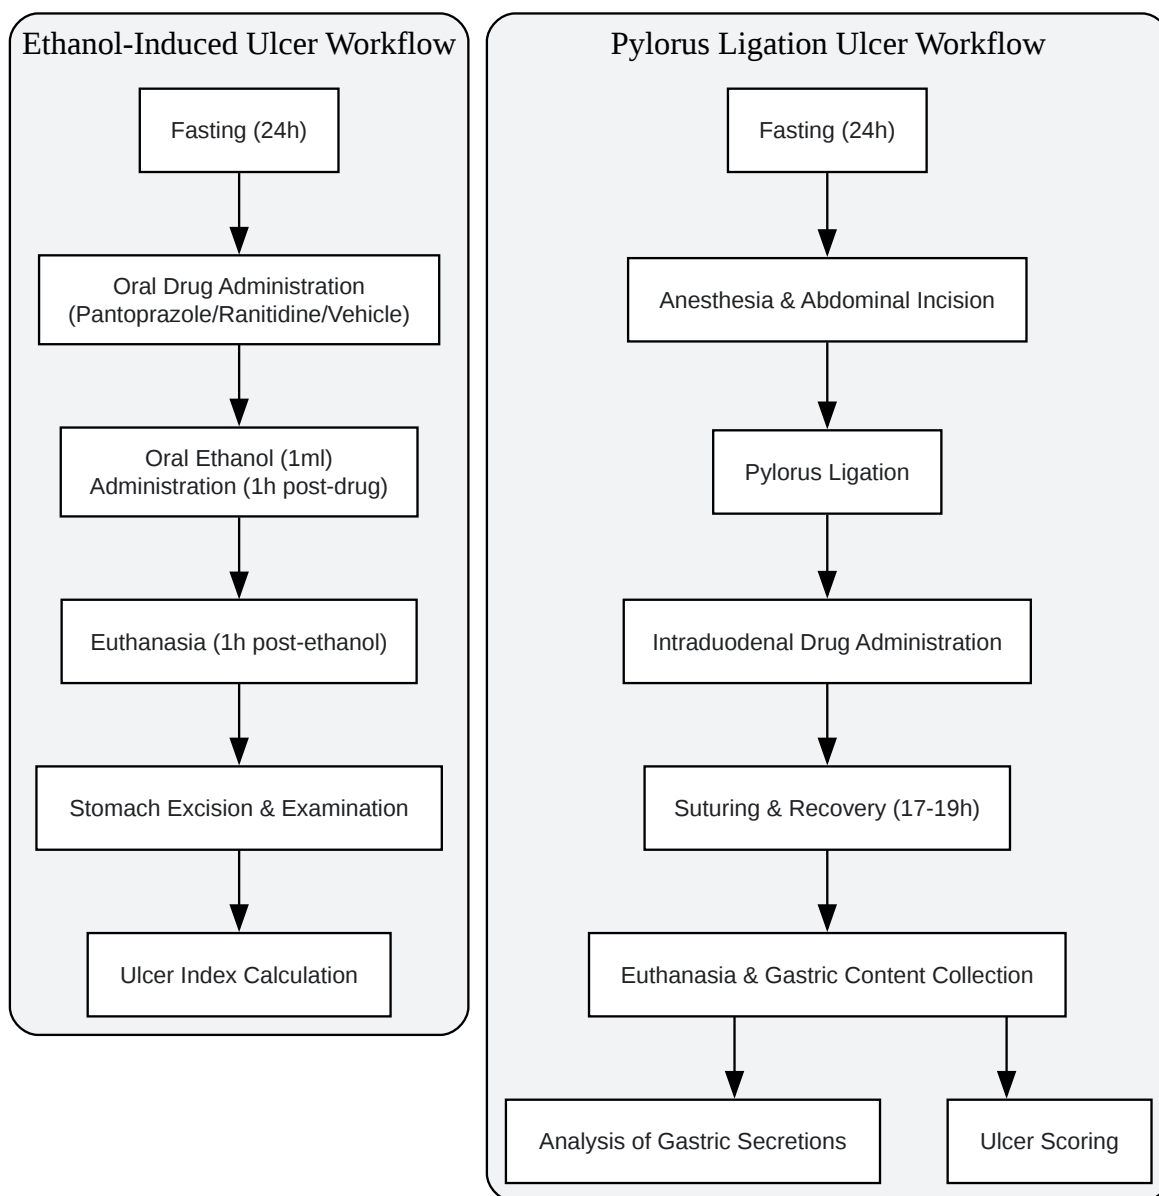 Ethanol-Induced Ulcer Workflow
Fasting (24h)
Oral Drug Administration
(Pantoprazole/Ranitidine/Vehicle)
Oral Ethanol (1ml)
Administration (1h post-drug)
Euthanasia (1h post-ethanol)
Stomach Excision & Examination
Ulcer Index Calculation
Pylorus Ligation Ulcer Workflow
Fasting (24h)
Anesthesia & Abdominal Incision
Pylorus Ligation
Intraduodenal Drug Administration
Suturing & Recovery (17-19h)
Euthanasia & Gastric Content Collection
Analysis of Gastric Secretions
Ulcer Scoring